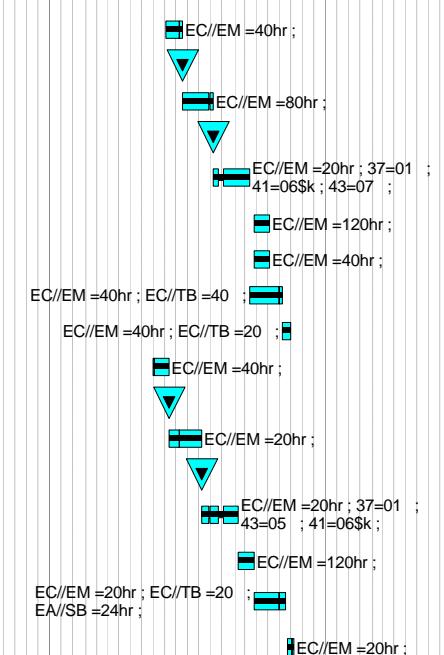 EC//EM =40hr ;
EC//EM =80hr ;
EC//EM =20hr ; 37=01 ;
41=06$k ; 43=07 ;
EC//EM =120hr ;
EC//EM =40hr ;
EC//EM =40hr ; EC//TB =40 ;
EC//EM =40hr ; EC//TB =20 ;
EC//EM =40hr ;
EC//EM =20hr ;
EC//EM =20hr ; 37=01 ;
43=05 ; 41=06$k ;
EC//EM =120hr ;
EC//EM =20hr ; EC//TB =20 ;
EA//SB =24hr ;
EC//EM =20hr ;